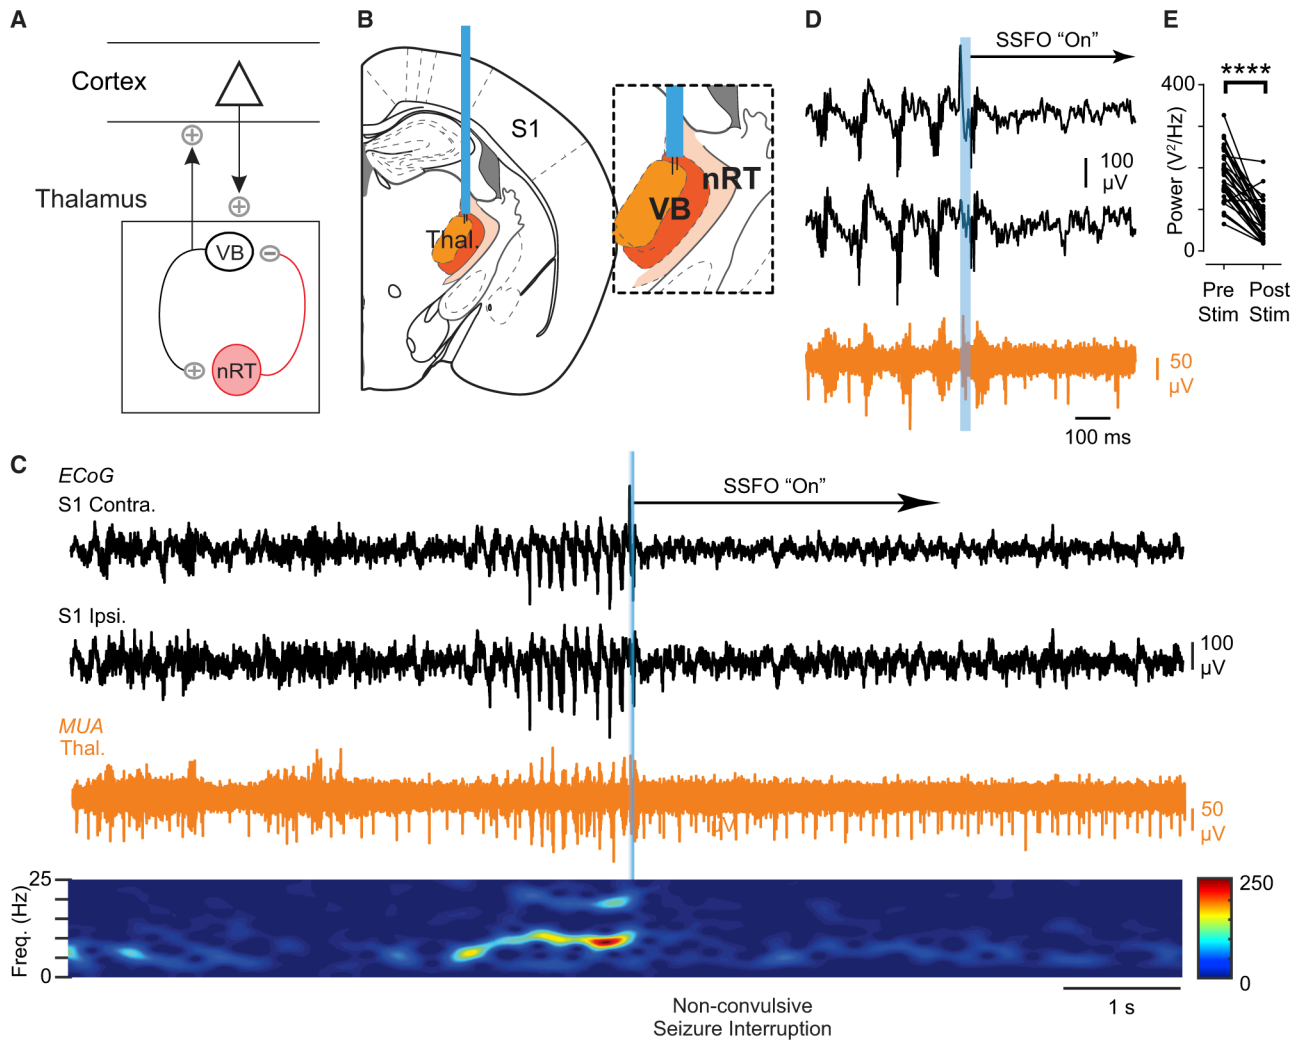 A
Cortex
⊕
Thalamus
⊕
VB
⊖
⊕
nRT
B
S1
Thal.
nRT
VB
D
SSFO “On”
100
µV
50
µV
100 ms
E
****
400
Power (V²/Hz)
0
Pre
Stim
Post
Stim
C
ECoG
S1 Contra.
SSFO “On”
S1 Ipsi.
100
µV
MUA
Thal.
µV
50
µV
25
Freq. (Hz)
0
250
0
1 s
Non-convulsive
Seizure Interruption